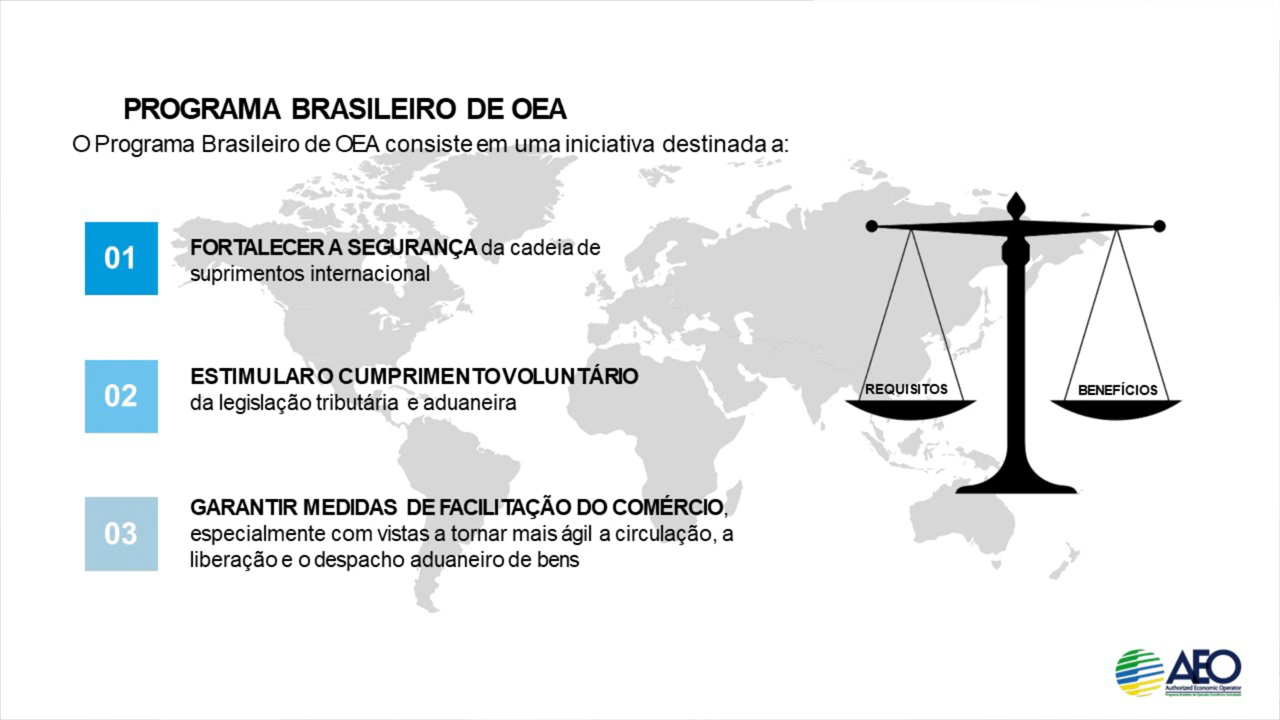 PROGRAMA BRASILEIRO DE OEA
O Programa Brasileiro de OEA consiste em uma iniciativa destinada a:
01
FORTALECER A SEGURANÇA da cadeia de
suprimentos internacional
02
ESTIMULAR O CUMPRIMENTO VOLUNTÁRIO
da legislação tributária e aduaneira
03
GARANTIR MEDIDAS DE FACILITAÇÃO DO COMÉRCIO,
especialmente com vistas a tornar mais ágil a circulação, a
liberação e o despacho aduaneiro de bens
REQUISITOS
BENEFÍCIOS
AEO
Authorized Economic Operator